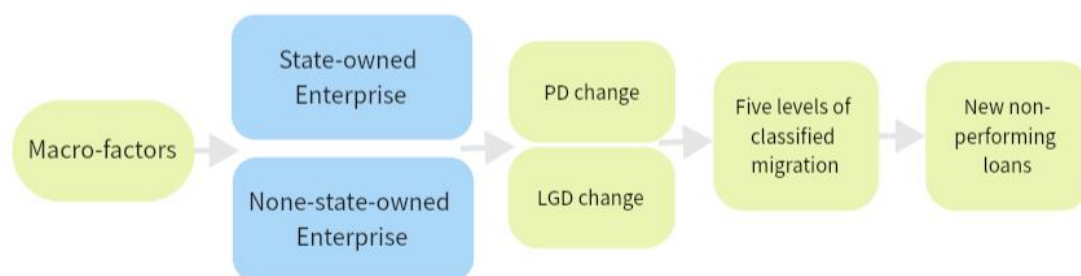 Macro-factors
State-owned
Enterprise
None-state-owned
Enterprise
PD change
LGD change
Five levels of
classified
migration
New non-
performing
loans